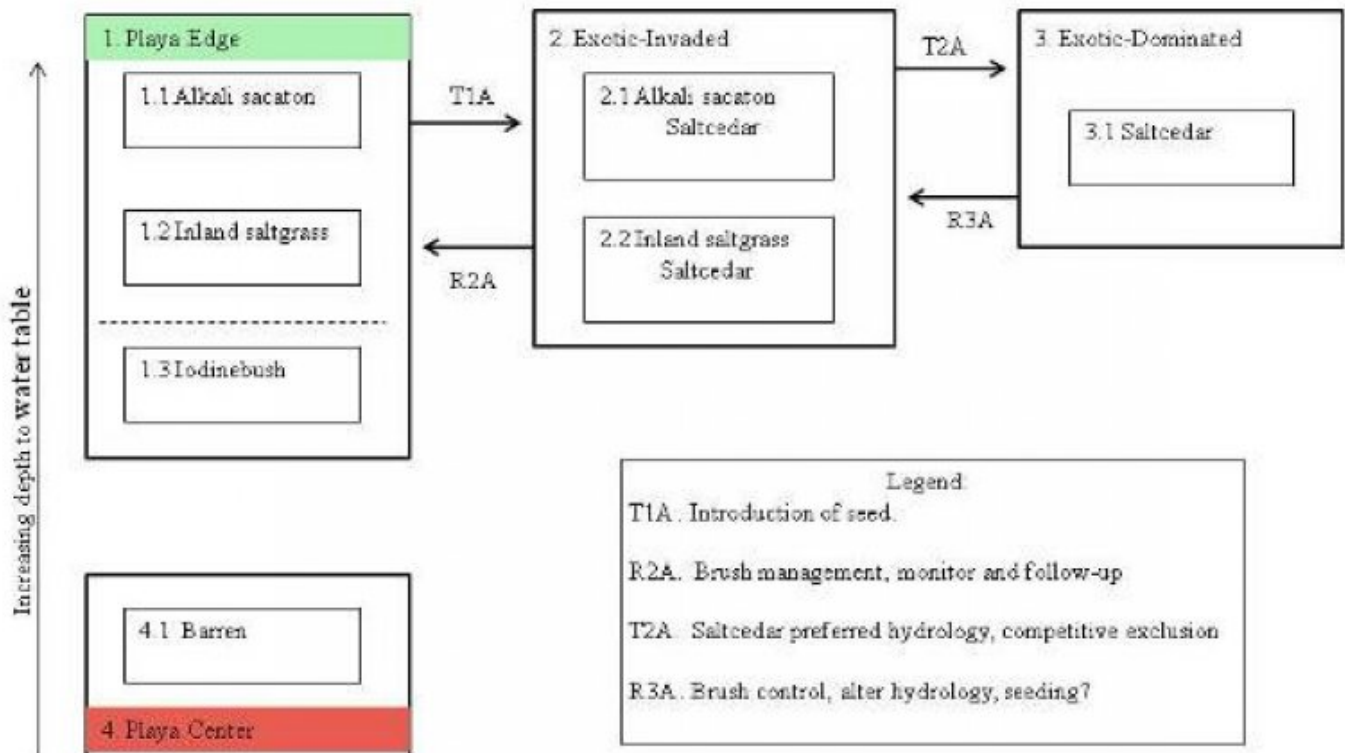 1. Playa Edge
1.1 Alkali sacaton
1.2 Inland saltgrass
1.3 Iodinebush
T1A
R2A
2. Exotic-Invaded
2.1 Alkali sacaton
Saltcedar
2.2 Inland saltgrass
Saltcedar
T2A
R3A
3. Exotic-Dominated
3.1 Saltcedar
Increasing depth to water table
4.1 Barren
4. Playa Center
Legend
T1A. Introduction of seed.
R2A. Brush management, monitor and follow-up
T2A. Saltcedar preferred hydrology, competitive exclusion
R3A. Brush control, alter hydrology, seeding?